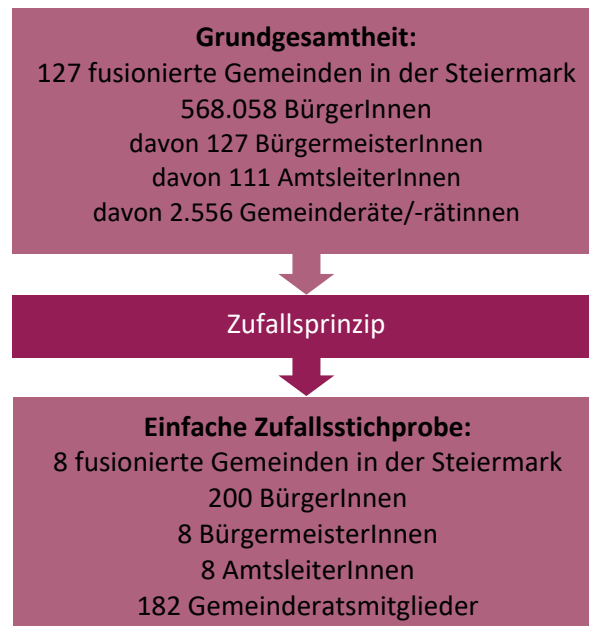 Grundgesamtheit:
127 fusionierte Gemeinden in der Steiermark
568.058 BürgerInnen
davon 127 BürgermeisterInnen
davon 111 AmtsleiterInnen
davon 2.556 Gemeinderäte/-rätinnen
Zufallsprinzip
Einfache Zufallsstichprobe:
8 fusionierte Gemeinden in der Steiermark
200 BürgerInnen
8 BürgermeisterInnen
8 AmtsleiterInnen
182 Gemeinderatsmitglieder